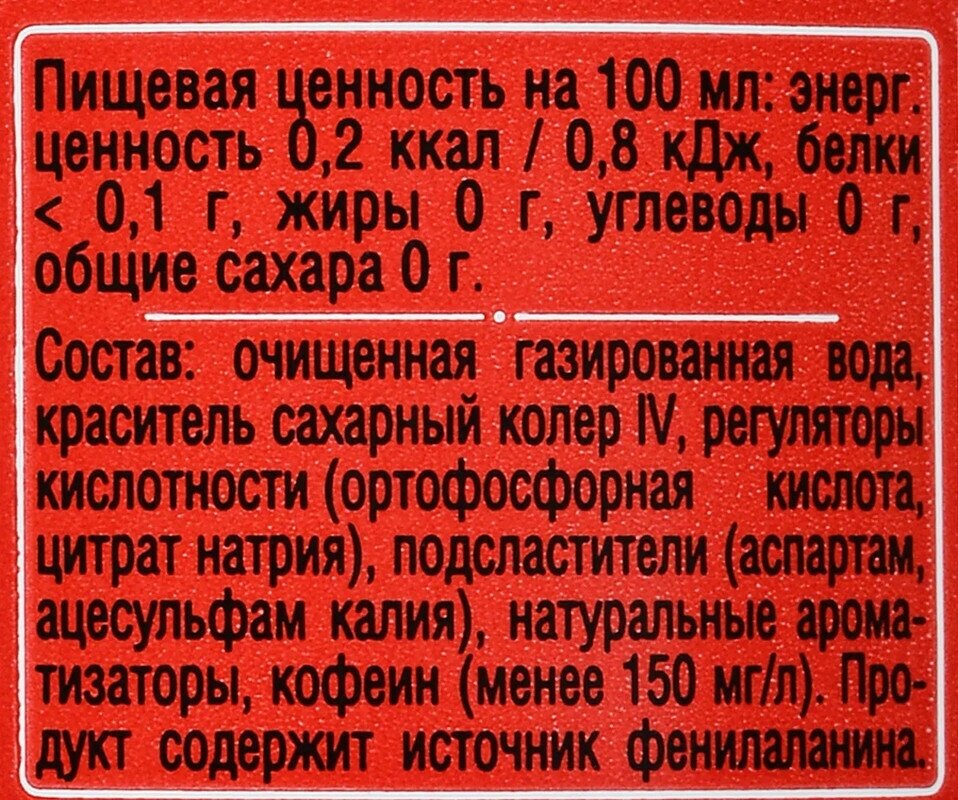 Пищевая ценность на 100 мл: энерг.
ценность 0,2 ккал / 0,8 кДж, белки
< 0,1 г, жиры 0 г, углеводы 0 г,
общие сахара 0 г.
Состав: очищенная газированная вода,
краситель сахарный колер IV, регуляторы
кислотности (ортофосфорная кислота,
цитрат натрия), подсластители (аспартам,
ацесульфам калия), натуральные арома-
тизаторы, кофеин (менее 150 мг/л). Про-
дукт содержит источник фенилаланина.